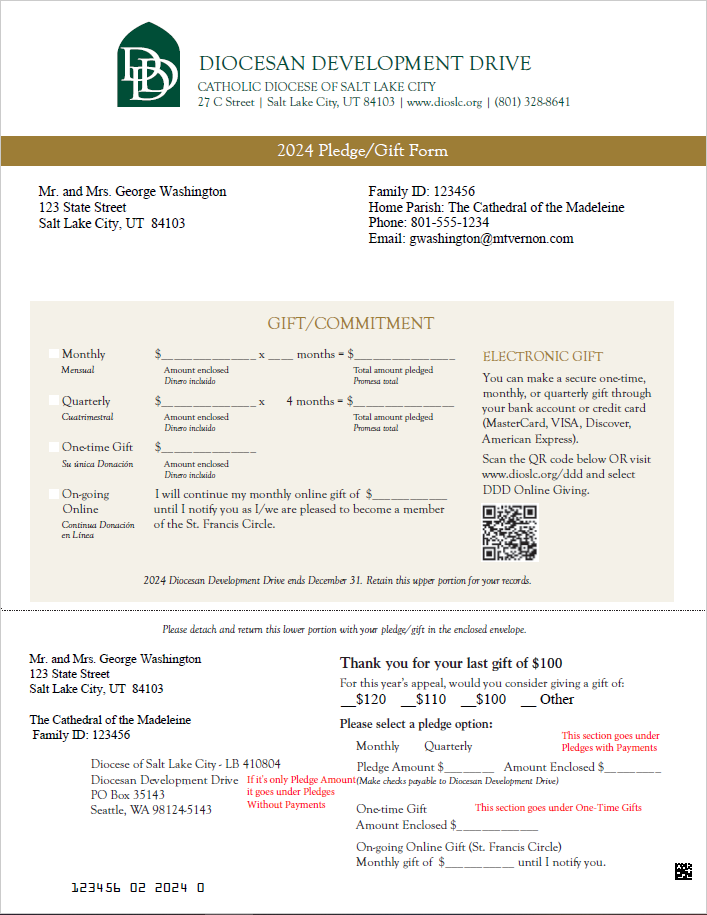 DDD
DIOCESAN DEVELOPMENT DRIVE
CATHOLIC DIOCESE OF SALT LAKE CITY
27 C Street | Salt Lake City, UT 84103 | www.dioslc.org | (801) 328-8641
2024 Pledge/Gift Form
Mr. and Mrs. George Washington
123 State Street
Salt Lake City, UT  84103
Family ID: 123456
Home Parish: The Cathedral of the Madeleine
Phone: 801-555-1234
Email: gwashington@mtvernon.com
GIFT/COMMITMENT
Monthly $_______________ x ____ months = $________________
Mensual Amount enclosed Total amount pledged
Dinero incluido Promesa total
Quarterly $_______________ x 4 months = $________________
Cuatrimestral Amount enclosed Total amount pledged
Dinero incluido Promesa total
One-time Gift $_______________
Su única Donación Amount enclosed
Dinero incluido
On-going I will continue my monthly online gift of $____________
Online until I notify you as I/we are pleased to become a member
Continua Donación of the St. Francis Circle.
en Línea
ELECTRONIC GIFT
You can make a secure one-time,
monthly, or quarterly gift through
your bank account or credit card
(MasterCard, VISA, Discover,
American Express).
Scan the QR code below OR visit
www.dioslc.org/ddd and select
DDD Online Giving.
2024 Diocesan Development Drive ends December 31. Retain this upper portion for your records.
Please detach and return this lower portion with your pledge/gift in the enclosed envelope.
Mr. and Mrs. George Washington
123 State Street
Salt Lake City, UT  84103
The Cathedral of the Madeleine
Family ID: 123456
Diocese of Salt Lake City - LB 410804
Diocesan Development Drive
PO Box 35143
Seattle, WA 98124-5143
If it's only Pledge Amount
it goes under Pledges
Without Payments
Thank you for your last gift of $100
For this year's appeal, would you consider giving a gift of:
__$120 __$110 __$100 __ Other
Please select a pledge option:
This section goes under
Pledges with Payments
Monthly Quarterly
Pledge Amount $________ Amount Enclosed $_________
(Make checks payable to Diocesan Development Drive)
One-time Gift This section goes under One-Time Gifts
Amount Enclosed $_____________
On-going Online Gift (St. Francis Circle)
Monthly gift of $___________ until I notify you.
123456 02 2024 0